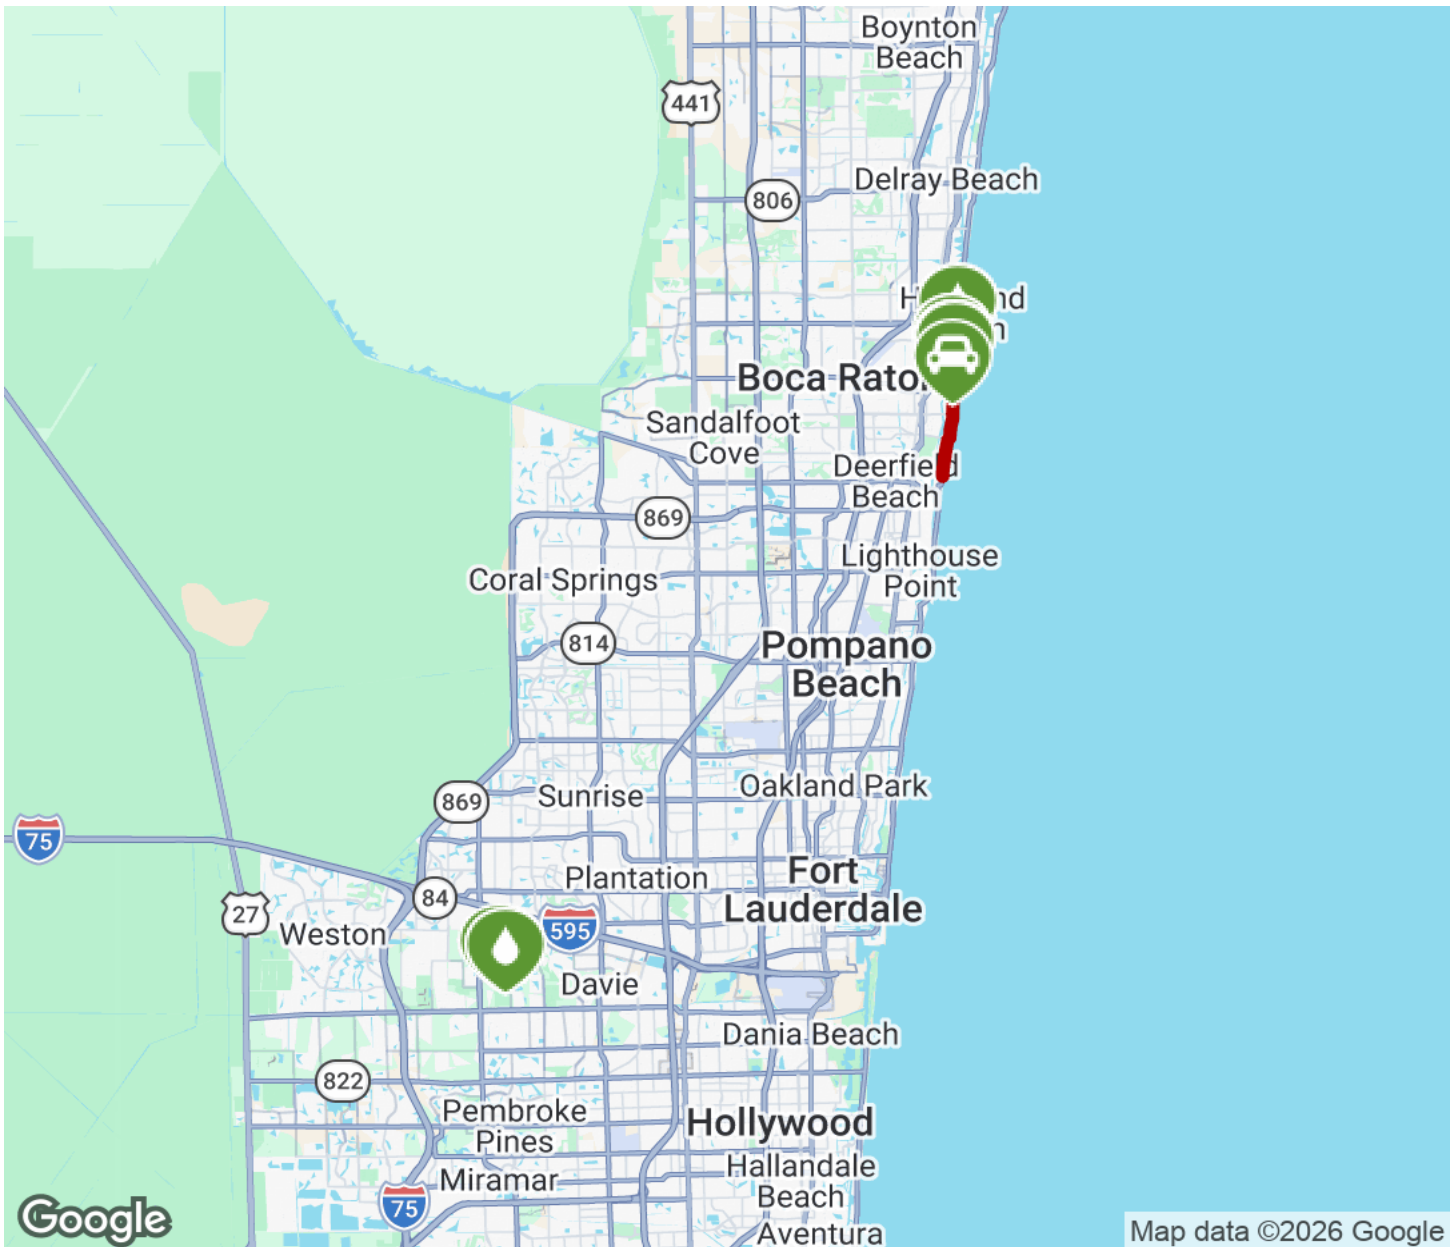 Boynton
Beach
441
Delray Beach
806
Boca Rato
Sandalfoot
Cove
Deerfield
Beach
869
Lighthouse
Point
Coral Springs
814
Pompano
Beach
Oakland Park
869
Sunrise
75
Fort
Lauderdale
Plantation
84
27
Weston
595
Davie
Dania Beach
822
Pembroke
Pines
Hollywood
Hallandale
Beach
Miramar
75
Aventura
Google
Map data ©2026 Google